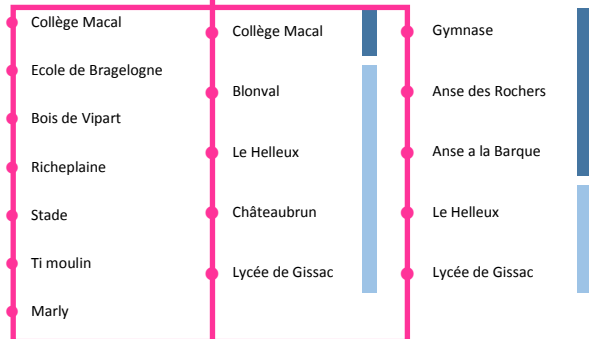 Collège Macal
Ecole de Bragelogne
Bois de Vipart
Richeplaine
Stade
Ti moulin
Marly
Collège Macal
Blonval
Le Helleux
Châteaubrun
Lycée de Gissac
Gymnase
Anse des Rochers
Anse a la Barque
Le Helleux
Lycée de Gissac